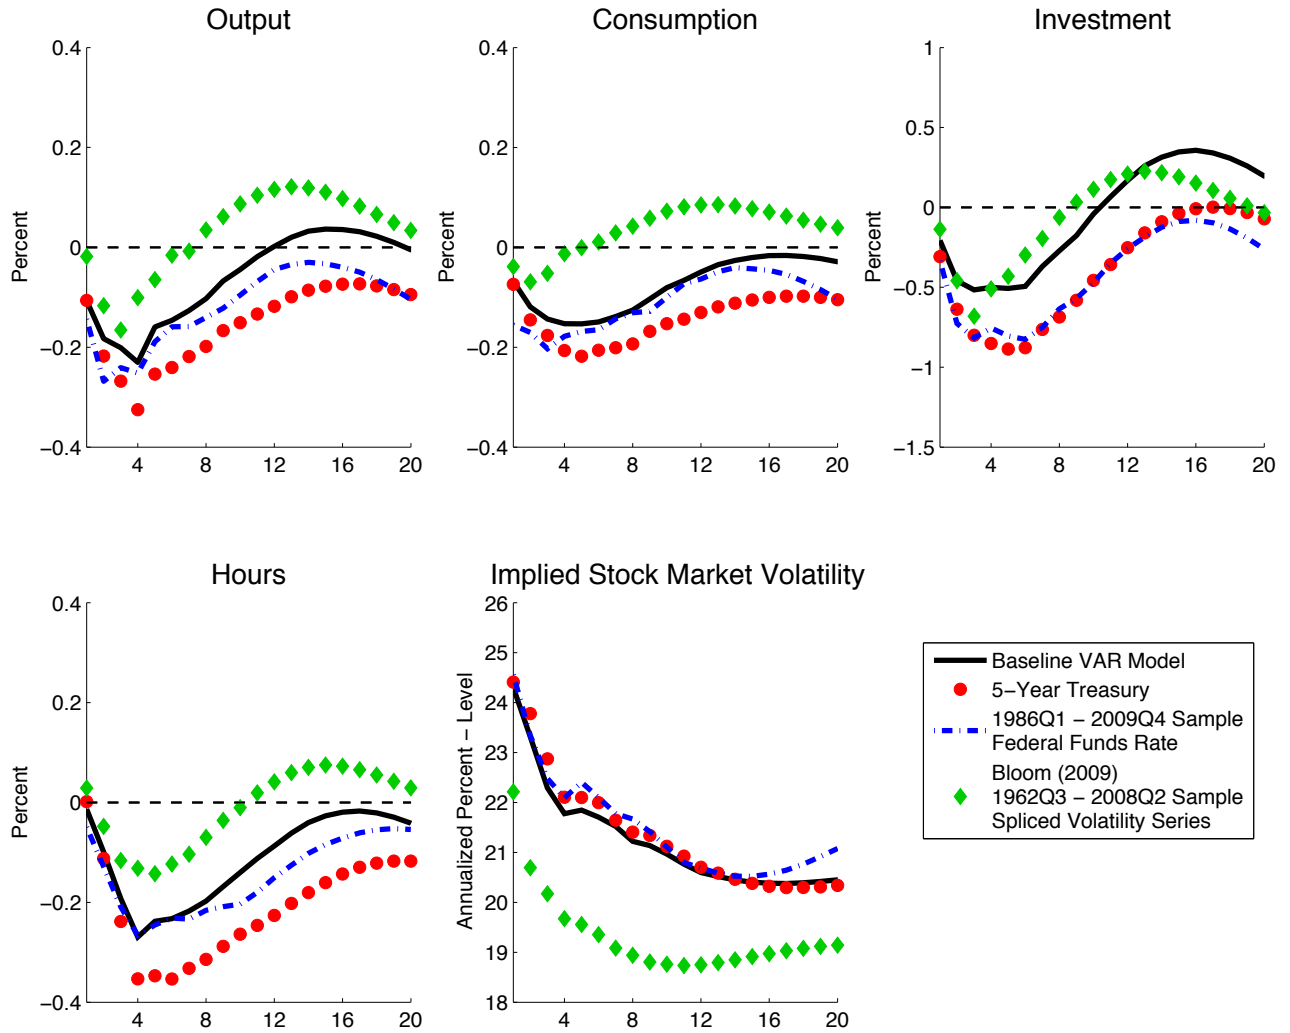 Output
Percent
0.4
0.2
0
−0.2
−0.4
4 8 12 16 20
Consumption
Percent
0.4
0.2
0
−0.2
−0.4
4 8 12 16 20
Investment
Percent
1
0.5
0
−0.5
−1
−1.5
4 8 12 16 20
Hours
Percent
0.4
0.2
0
−0.2
−0.4
4 8 12 16 20
Implied Stock Market Volatility
Annualized Percent − Level
26
25
24
23
22
21
20
19
18
4 8 12 16 20
Baseline VAR Model
5−Year Treasury
1986Q1 − 2009Q4 Sample
Federal Funds Rate
Bloom (2009)
1962Q3 − 2008Q2 Sample
Spliced Volatility Series